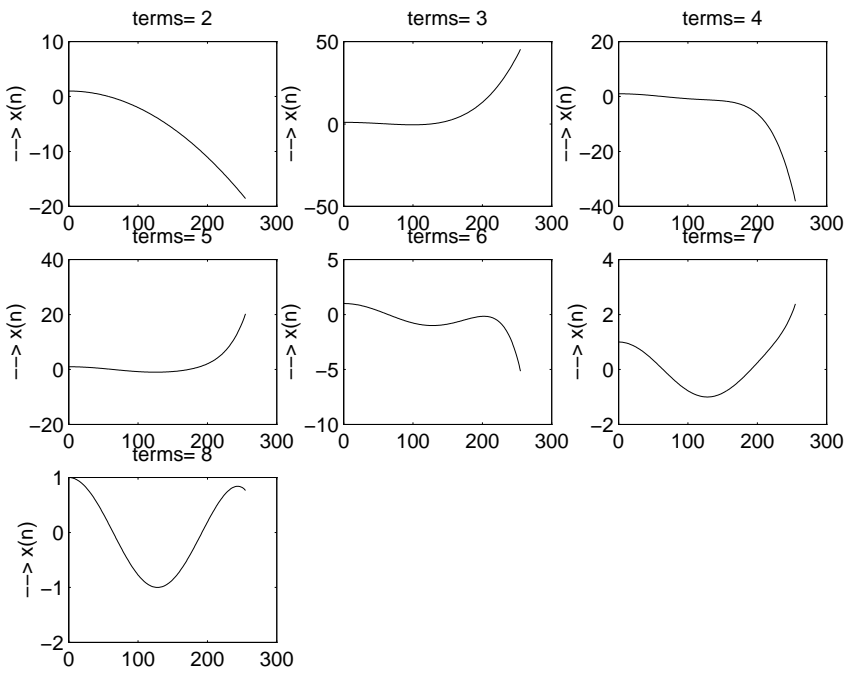 terms= 2
10
0
−10
−20
−−> x(n)
0 100 200 300
terms= 3
50
0
−50
−−> x(n)
0 100 200 300
terms= 4
20
0
−20
−40
−−> x(n)
0 100 200 300
terms= 5
40
20
0
−20
−−> x(n)
0 100 200 300
terms= 6
5
0
−5
−10
−−> x(n)
0 100 200 300
terms= 7
4
2
0
−2
−−> x(n)
0 100 200 300
terms= 8
1
0
−1
−2
−−> x(n)
0 100 200 300